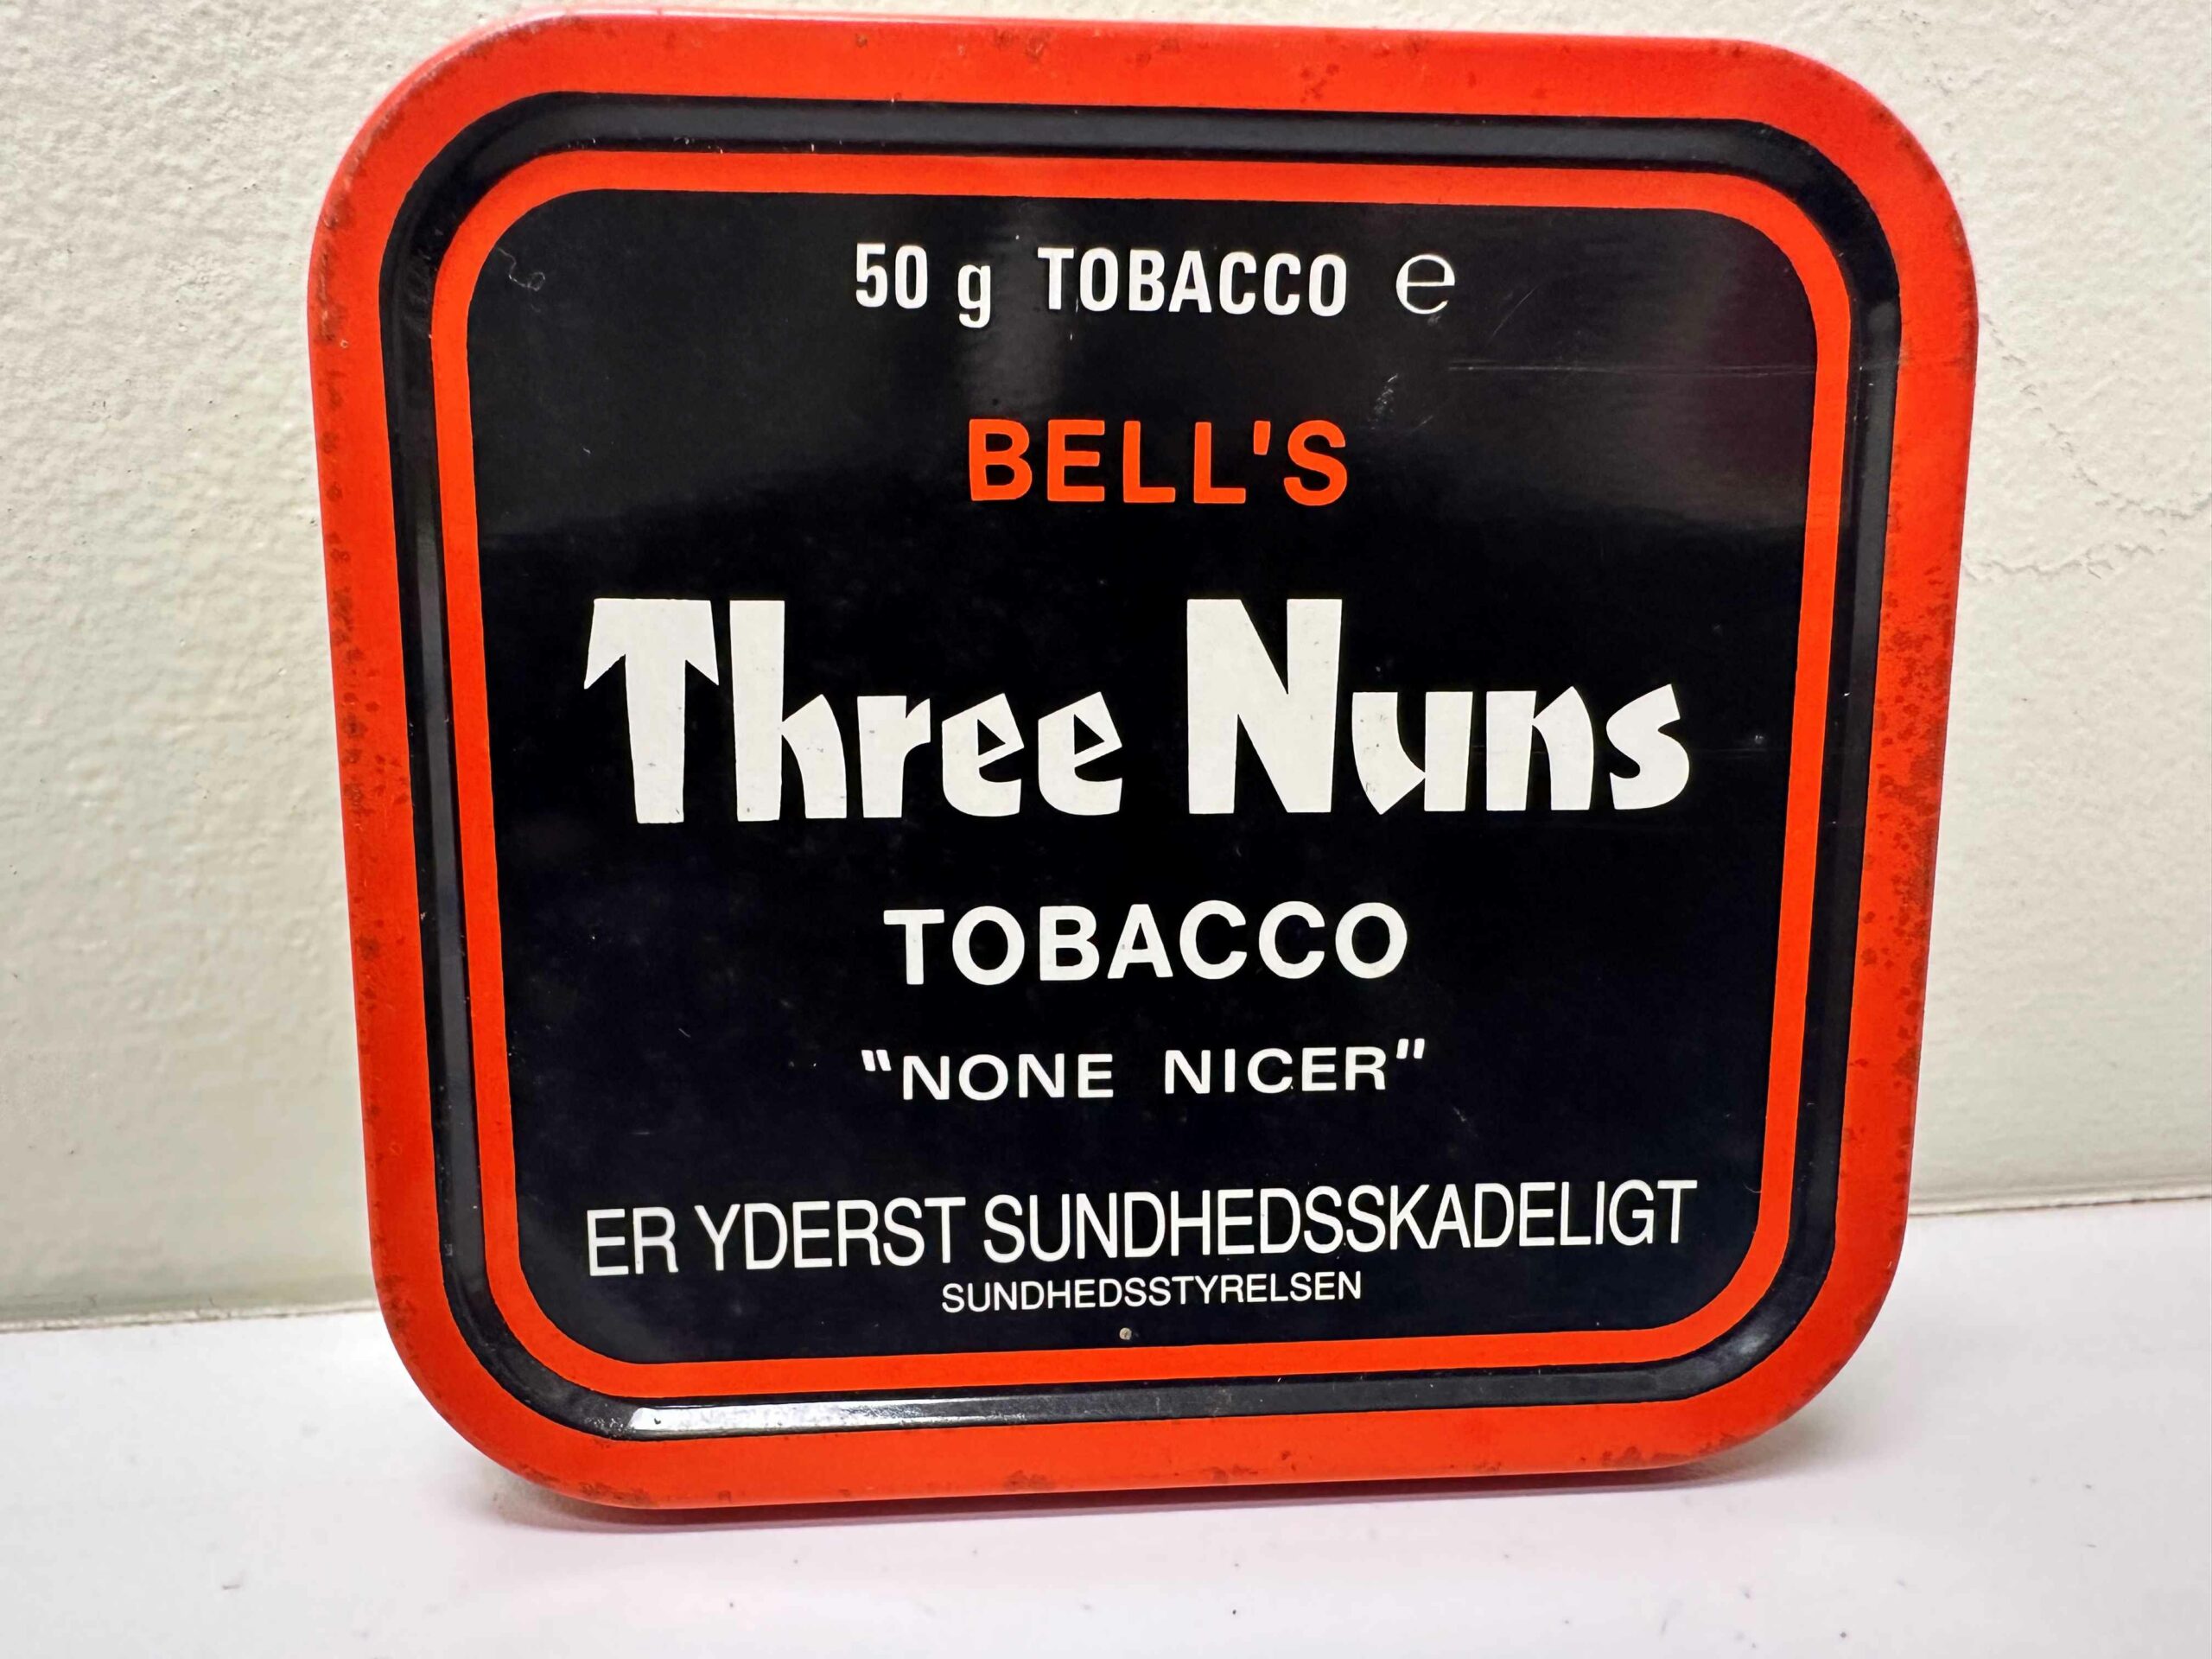 50 g TOBACCO ℮
BELL'S
Three Nuns
TOBACCO
"NONE NICER"
ER YDERST SUNDHEDSSKADELIGT
SUNDHEDSSTYRELSEN